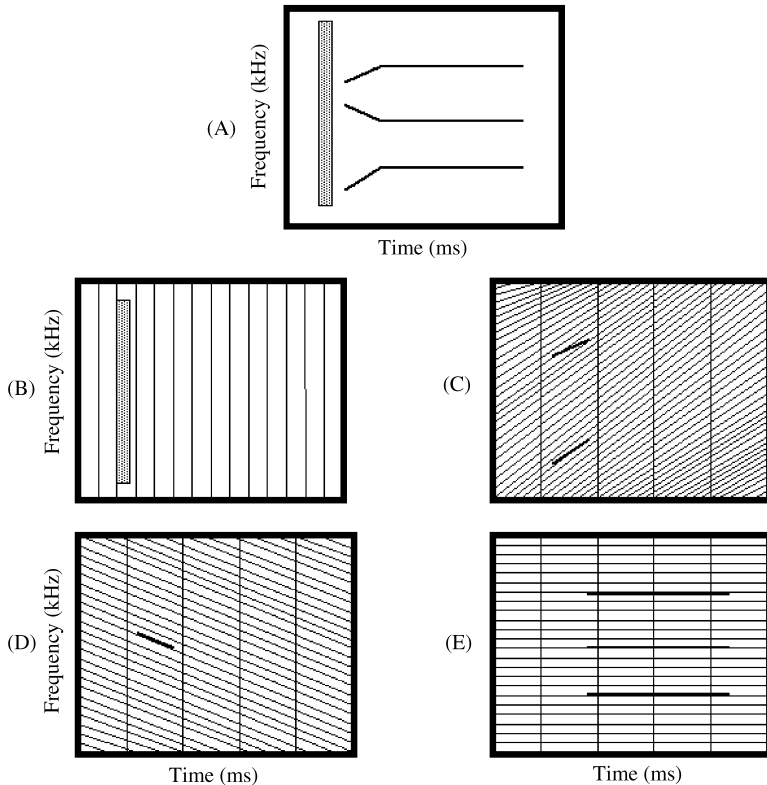 (A)
Frequency (kHz)
Time (ms)
(B)
Frequency (kHz)
(C)
(D)
Frequency (kHz)
Time (ms)
(E)
Time (ms)